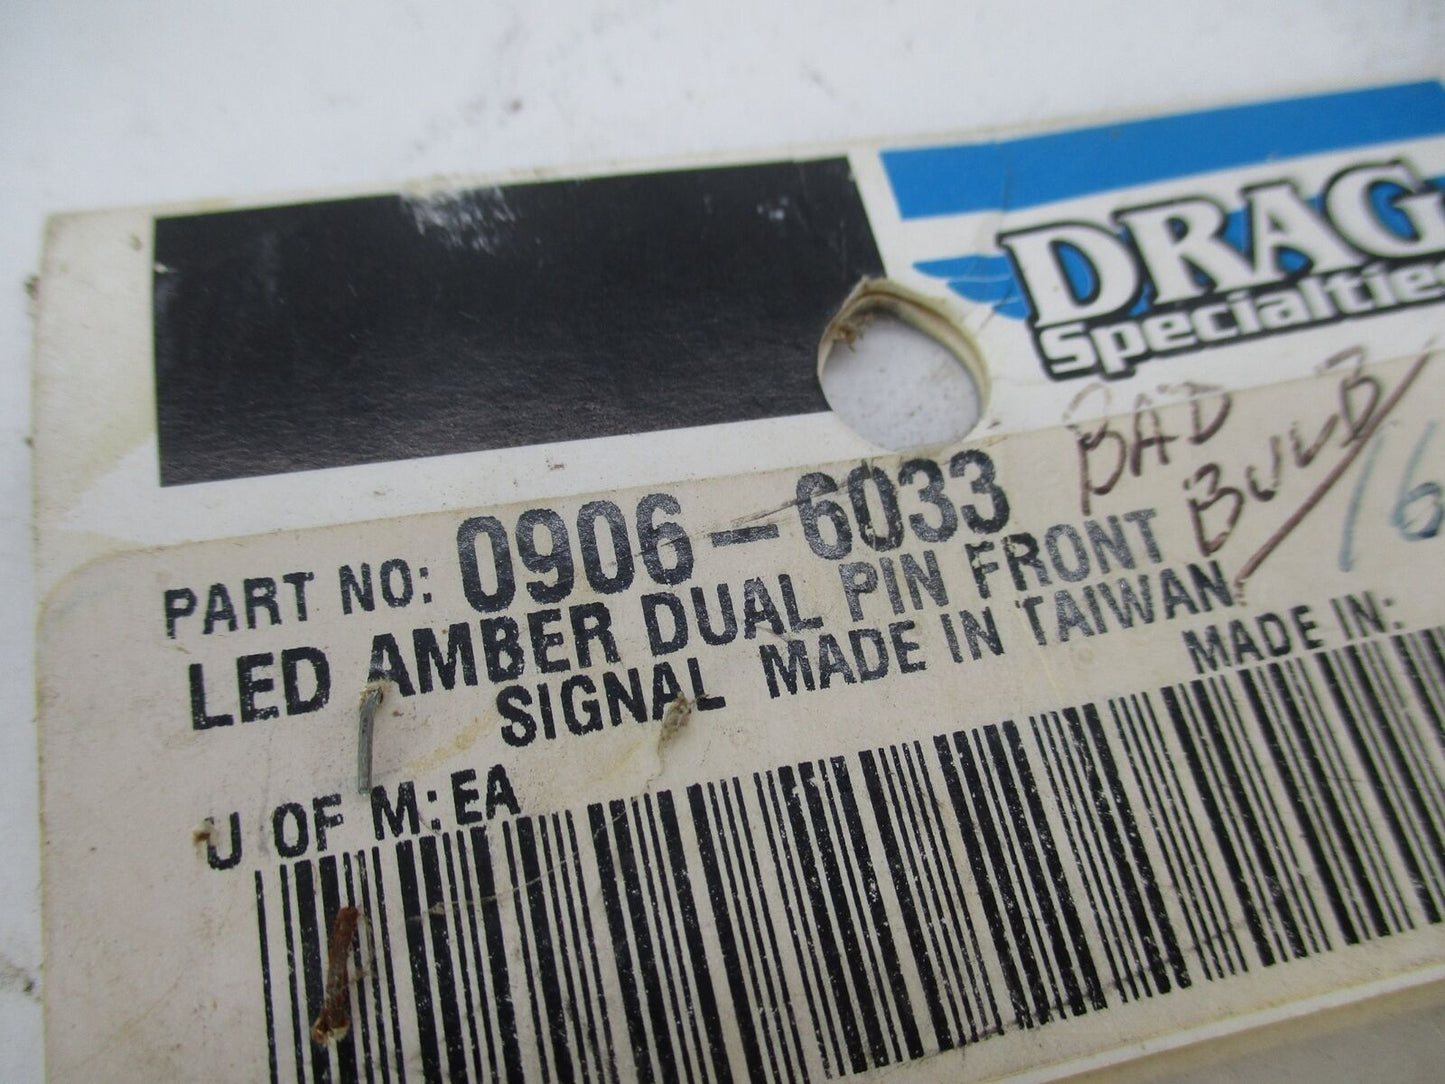 DRAG
Specialties
BAD
BULB
16
PART NO: 0906-6033
LED AMBER DUAL PIN FRONT
SIGNAL MADE IN TAIWAN
MADE IN:
U OF M: EA